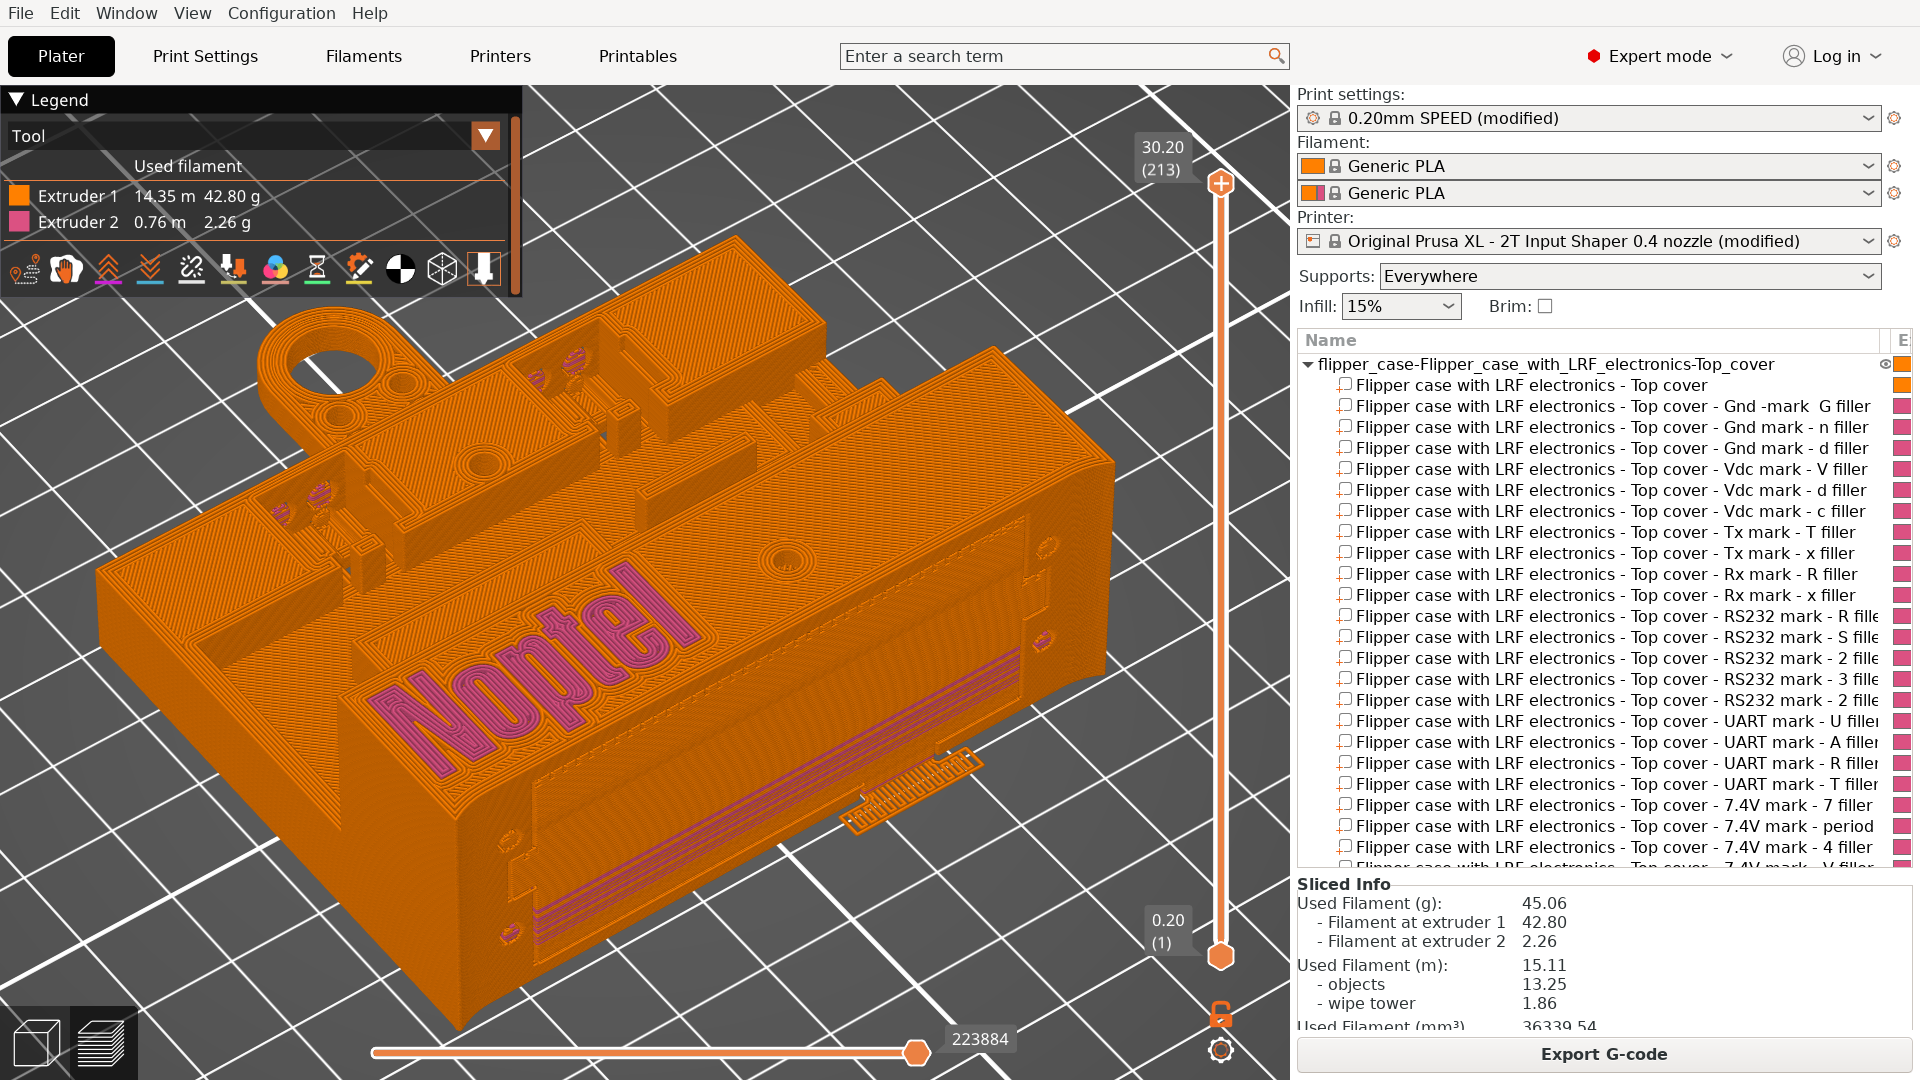 File Edit Window View Configuration Help
Plater Print Settings Filaments Printers Printables Enter a search term Expert mode Log in
Legend
Tool
Used filament
Extruder 1 14.35 m 42.80 g
Extruder 2 0.76 m 2.26 g
30.20
(213)
Noptel
0.20
(1)
223884
Print settings:
0.20mm SPEED (modified)
Filament:
Generic PLA
Generic PLA
Printer:
Original Prusa XL - 2T Input Shaper 0.4 nozzle (modified)
Supports: Everywhere
Infill: 15% Brim:
Name E
flipper_case-Flipper_case_with_LRF_electronics-Top_cover
Flipper case with LRF electronics - Top cover
Flipper case with LRF electronics - Top cover - Gnd -mark G filler
Flipper case with LRF electronics - Top cover - Gnd mark - n filler
Flipper case with LRF electronics - Top cover - Gnd mark - d filler
Flipper case with LRF electronics - Top cover - Vdc mark - V filler
Flipper case with LRF electronics - Top cover - Vdc mark - d filler
Flipper case with LRF electronics - Top cover - Vdc mark - c filler
Flipper case with LRF electronics - Top cover - Tx mark - T filler
Flipper case with LRF electronics - Top cover - Tx mark - x filler
Flipper case with LRF electronics - Top cover - Rx mark - R filler
Flipper case with LRF electronics - Top cover - Rx mark - x filler
Flipper case with LRF electronics - Top cover - RS232 mark - R fille
Flipper case with LRF electronics - Top cover - RS232 mark - S fille
Flipper case with LRF electronics - Top cover - RS232 mark - 2 fille
Flipper case with LRF electronics - Top cover - RS232 mark - 3 fille
Flipper case with LRF electronics - Top cover - RS232 mark - 2 fille
Flipper case with LRF electronics - Top cover - UART mark - U filler
Flipper case with LRF electronics - Top cover - UART mark - A filler
Flipper case with LRF electronics - Top cover - UART mark - R filler
Flipper case with LRF electronics - Top cover - UART mark - T filler
Flipper case with LRF electronics - Top cover - 7.4V mark - 7 filler
Flipper case with LRF electronics - Top cover - 7.4V mark - period
Flipper case with LRF electronics - Top cover - 7.4V mark - 4 filler
Flipper case with LRF electronics - Top cover - 7.4V mark - V filler
Sliced Info
Used Filament (g): 45.06
- Filament at extruder 1 42.80
- Filament at extruder 2 2.26
Used Filament (m): 15.11
- objects 13.25
- wipe tower 1.86
Used Filament (mm³) 36339.54
Export G-code